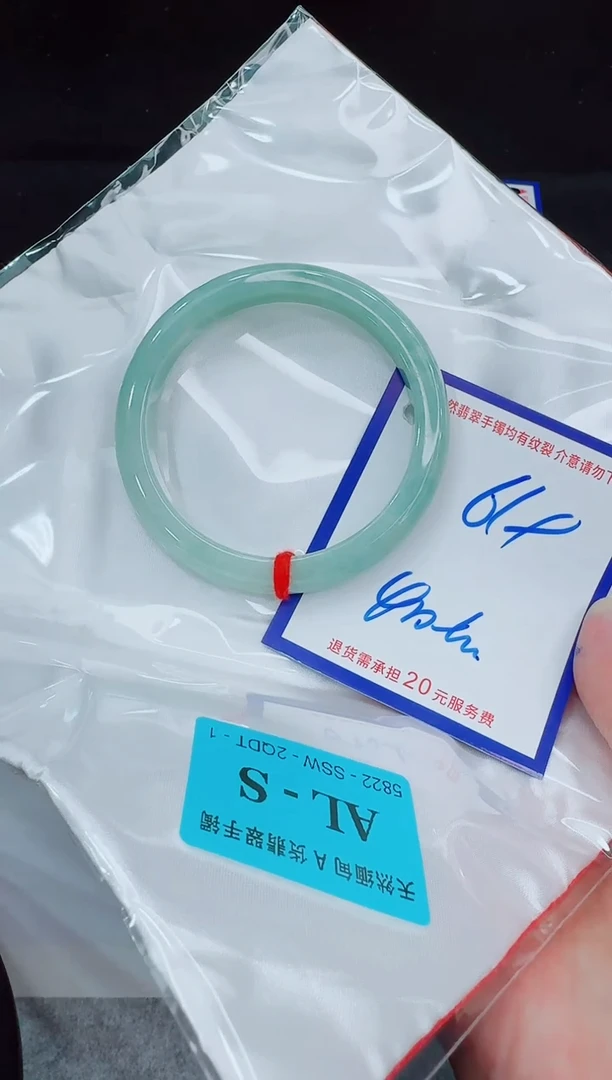 然翡翠手镯均有纹裂介意请勿下
退货需承担20元服务费
天然缅甸A货翡翠手镯
AL-S
5822-SSW-2QDT-1